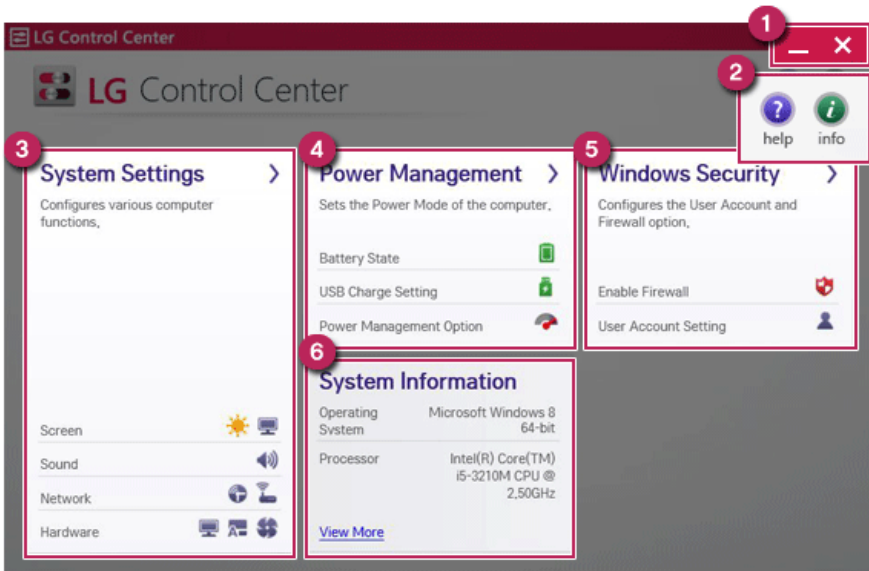 LG Control Center
1
LG Control Center
2
? i
help info
3
System Settings >
Configures various computer
functions.
Screen
Sound
Network
Hardware
4
Power Management >
Sets the Power Mode of the computer.
Battery State
USB Charge Setting
Power Management Option
5
Windows Security >
Configures the User Account and
Firewall option.
Enable Firewall
User Account Setting
6
System Information
Operating Microsoft Windows 8
System 64-bit
Processor Intel(R) Core(TM)
i5-3210M CPU @
2.50GHz
View More